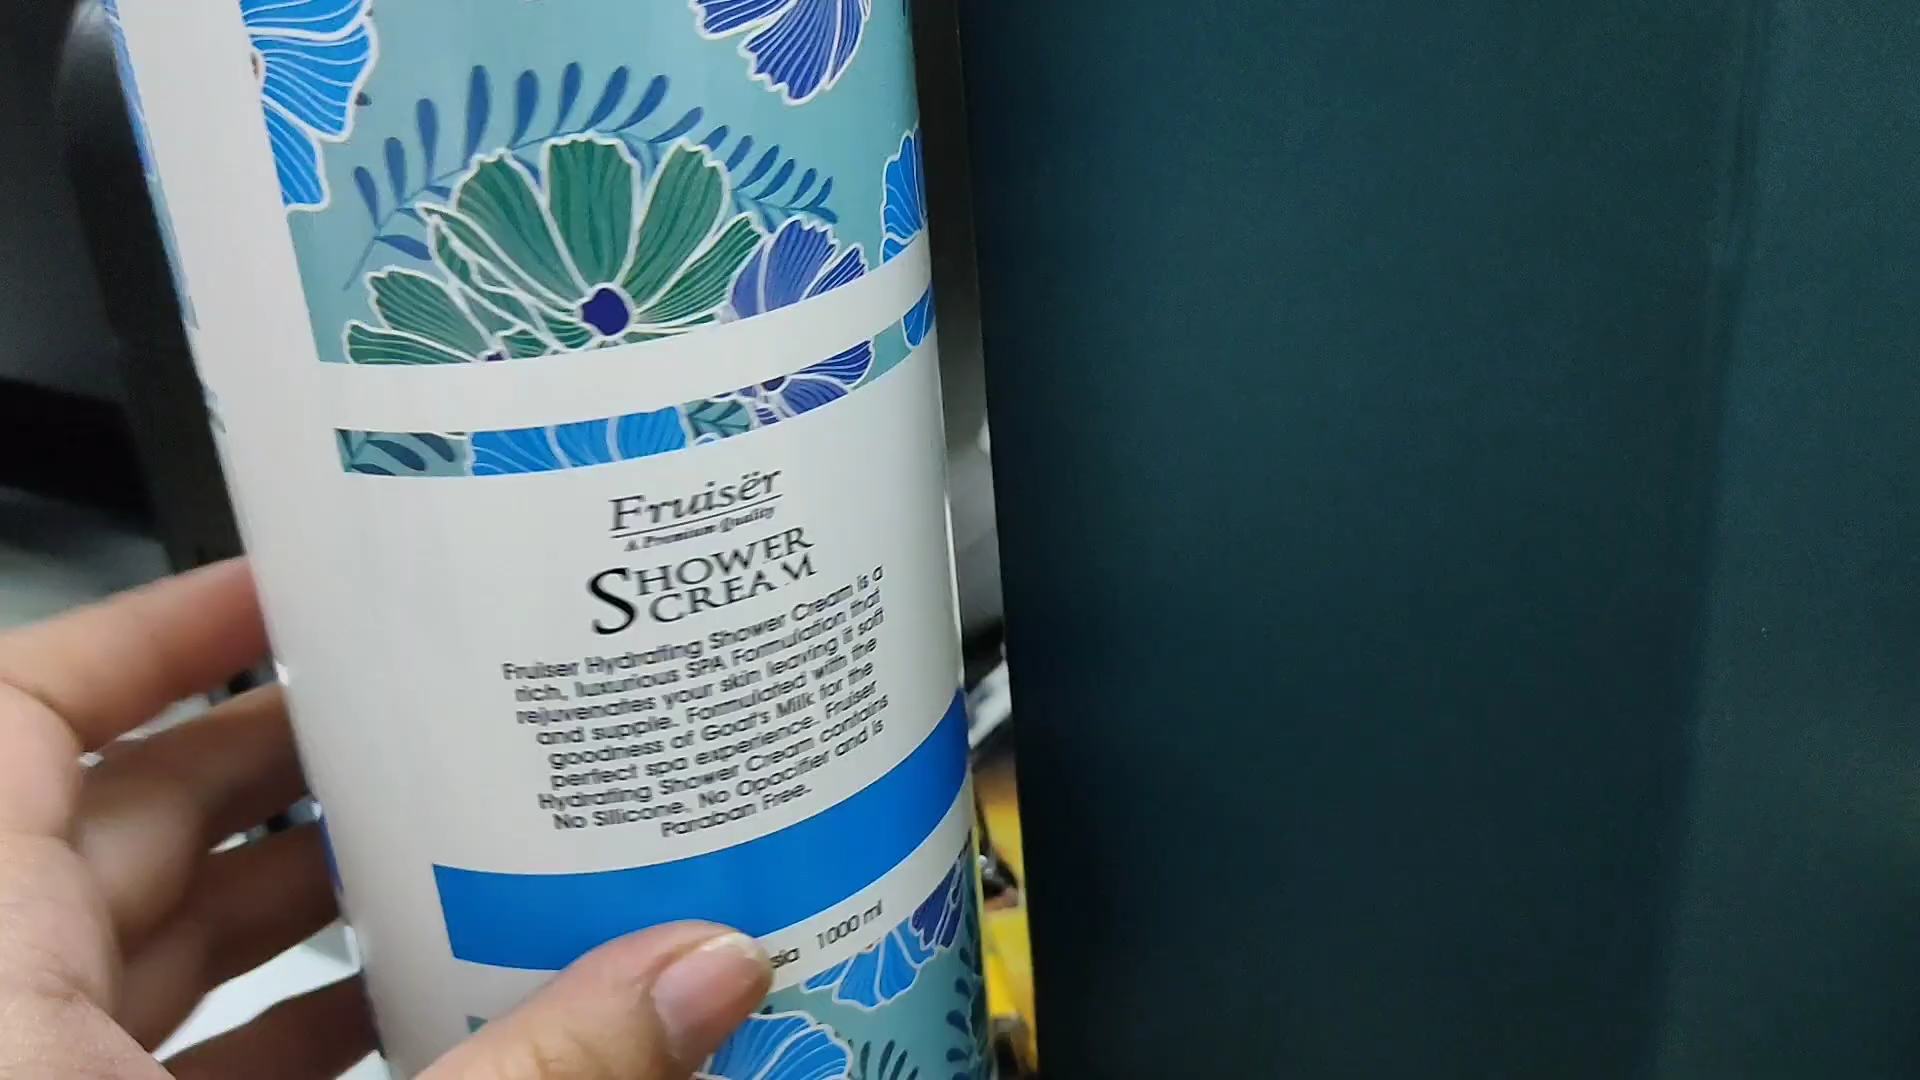 Fruisër
A Premium Quality
SHOWER
CREAM
Fruiser Hydrating Shower Cream is a
rich, luxurious SPA Formulation that
rejuvenates your skin leaving it soft
and supple. Formulated with the
goodness of Goat's Milk for the
perfect spa experience. Fruiser
Hydrating Shower Cream contains
No Silicone, No Opacifier and is
Paraban Free.
1000 ml